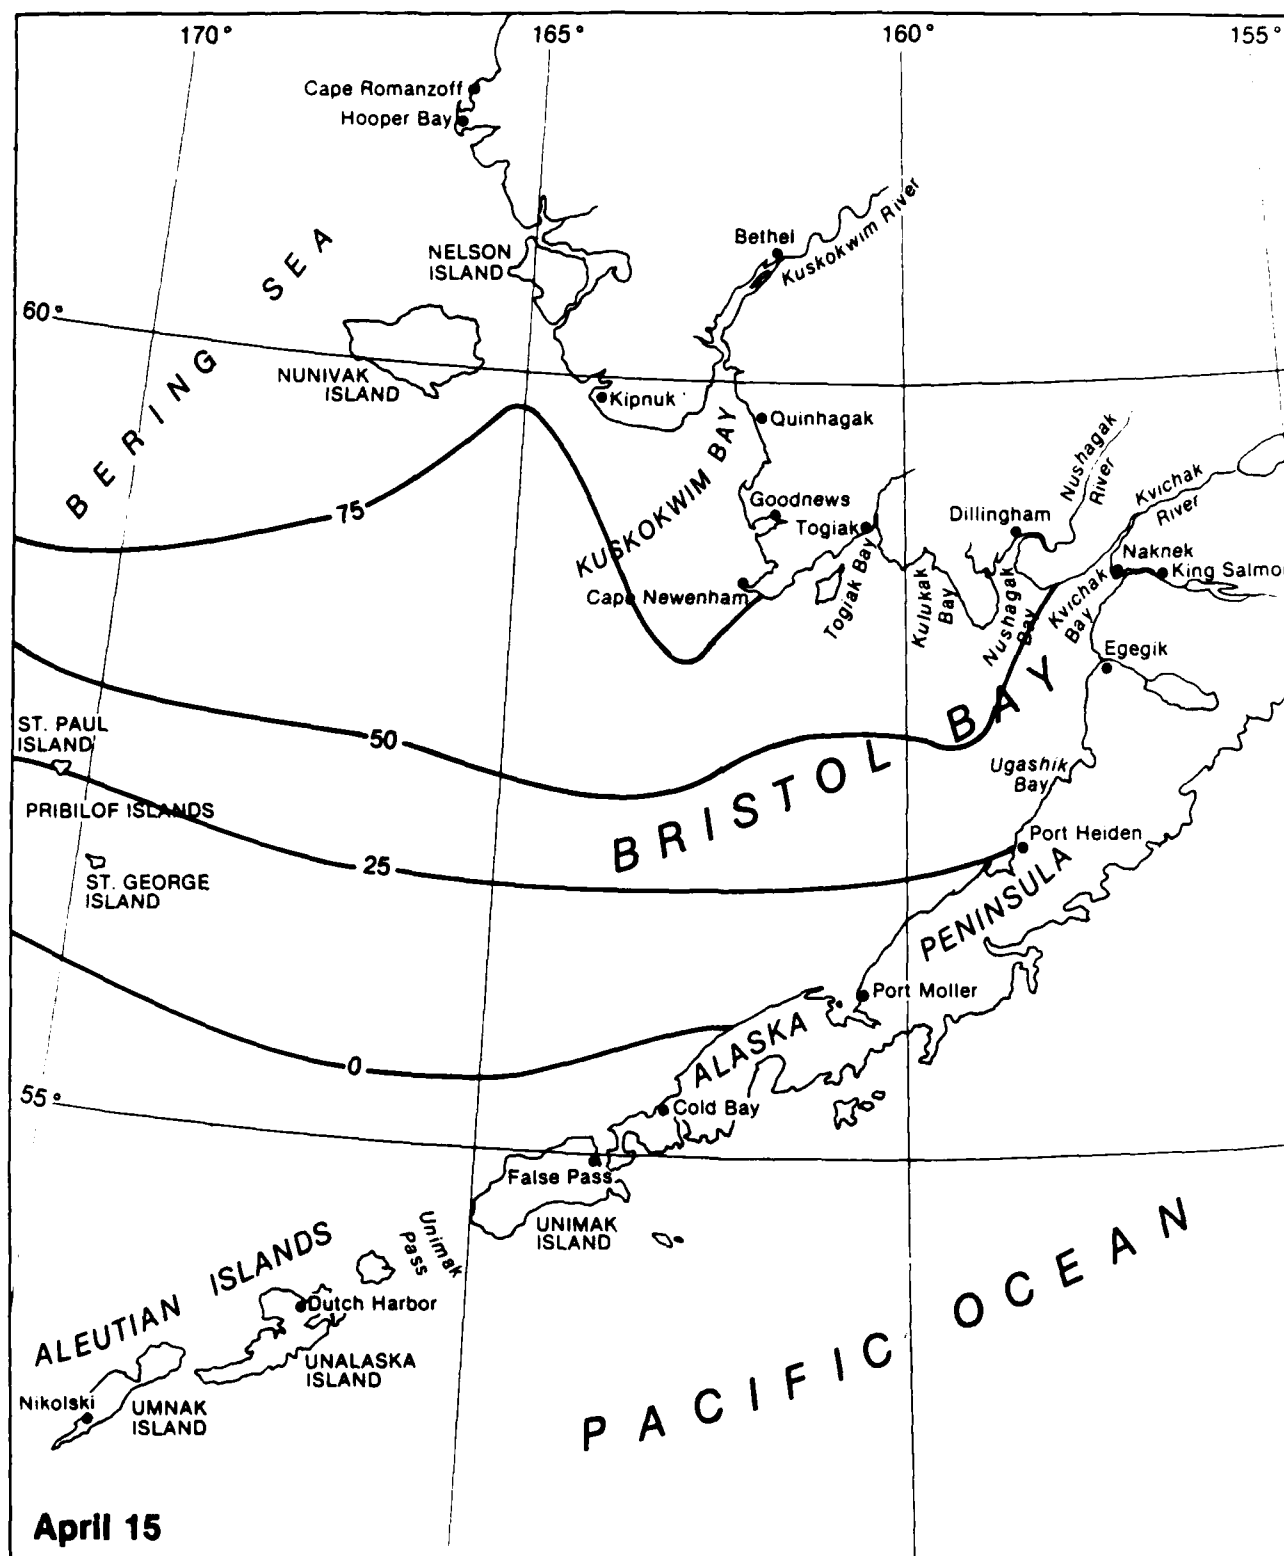 170°
165°
160°
155°
Cape Romanzoff
Hooper Bay
BERING SEA
NELSON
ISLAND
Bethel
Kuskokwim River
60°
NUNIVAK
ISLAND
Kipnuk
Quinhagak
KUSKOKWIM BAY
75
Goodnews
Togiak
Cape Newenham
Togiak Bay
Kulukak
Bay
Dillingham
Nushagak
River
Nushagak
Bay
Kvichak
River
Kvichak
Bay
Naknek
King Salmo
Egegik
50
ST. PAUL
ISLAND
PRIBILOF ISLANDS
ST. GEORGE
ISLAND
BRISTOL BAY
Ugashik
Bay
25
Port Heiden
ALASKA PENINSULA
Port Moller
0
55°
Cold Bay
False Pass
UNIMAK
ISLAND
Unimak
Pass
ALEUTIAN ISLANDS
Dutch Harbor
UNALASKA
ISLAND
Nikolski
UMNAK
ISLAND
PACIFIC OCEAN
April 15